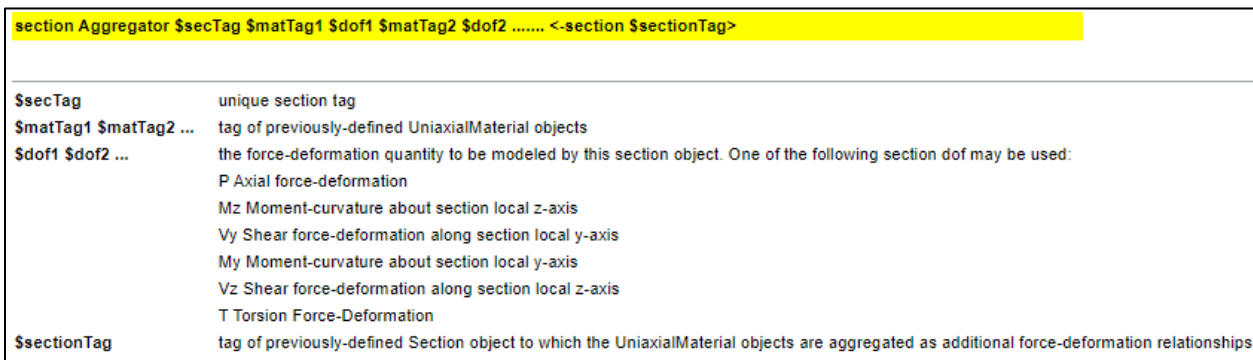 section Aggregator $secTag $matTag1 $dof1 $matTag2 $dof2 ....... <-section $sectionTag>
$secTag unique section tag
$matTag1 $matTag2 ... tag of previously-defined UniaxialMaterial objects
$dof1 $dof2 ... the force-deformation quantity to be modeled by this section object. One of the following section dof may be used:
P Axial force-deformation
Mz Moment-curvature about section local z-axis
Vy Shear force-deformation along section local y-axis
My Moment-curvature about section local y-axis
Vz Shear force-deformation along section local z-axis
T Torsion Force-Deformation
$sectionTag tag of previously-defined Section object to which the UniaxialMaterial objects are aggregated as additional force-deformation relationships